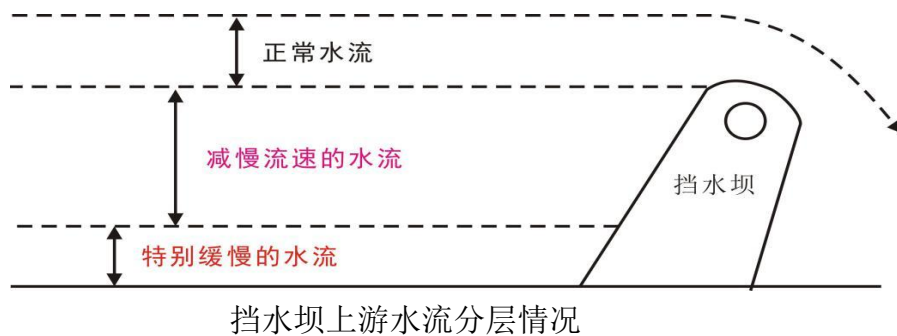 正常水流
减慢流速的水流
挡水坝
特别缓慢的水流
挡水坝上游水流分层情况